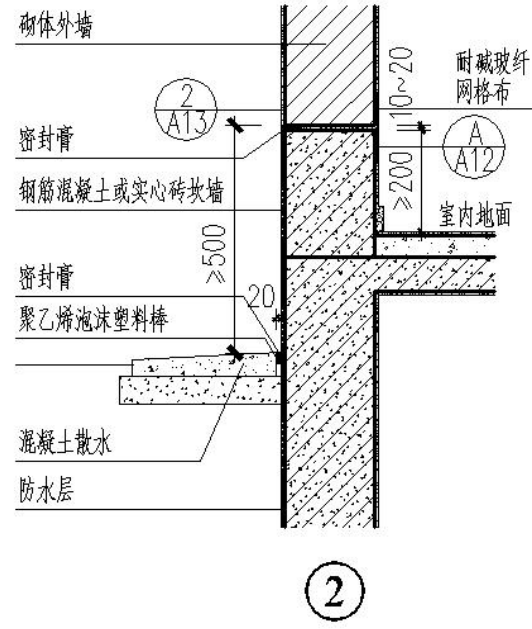 砌体外墙
2
A13
密封膏
钢筋混凝土或实心砖坎墙
≥500
密封膏
20
聚乙烯泡沫塑料棒
混凝土散水
防水层
10~20
耐碱玻纤
网格布
A
A12
≥200
室内地面
2